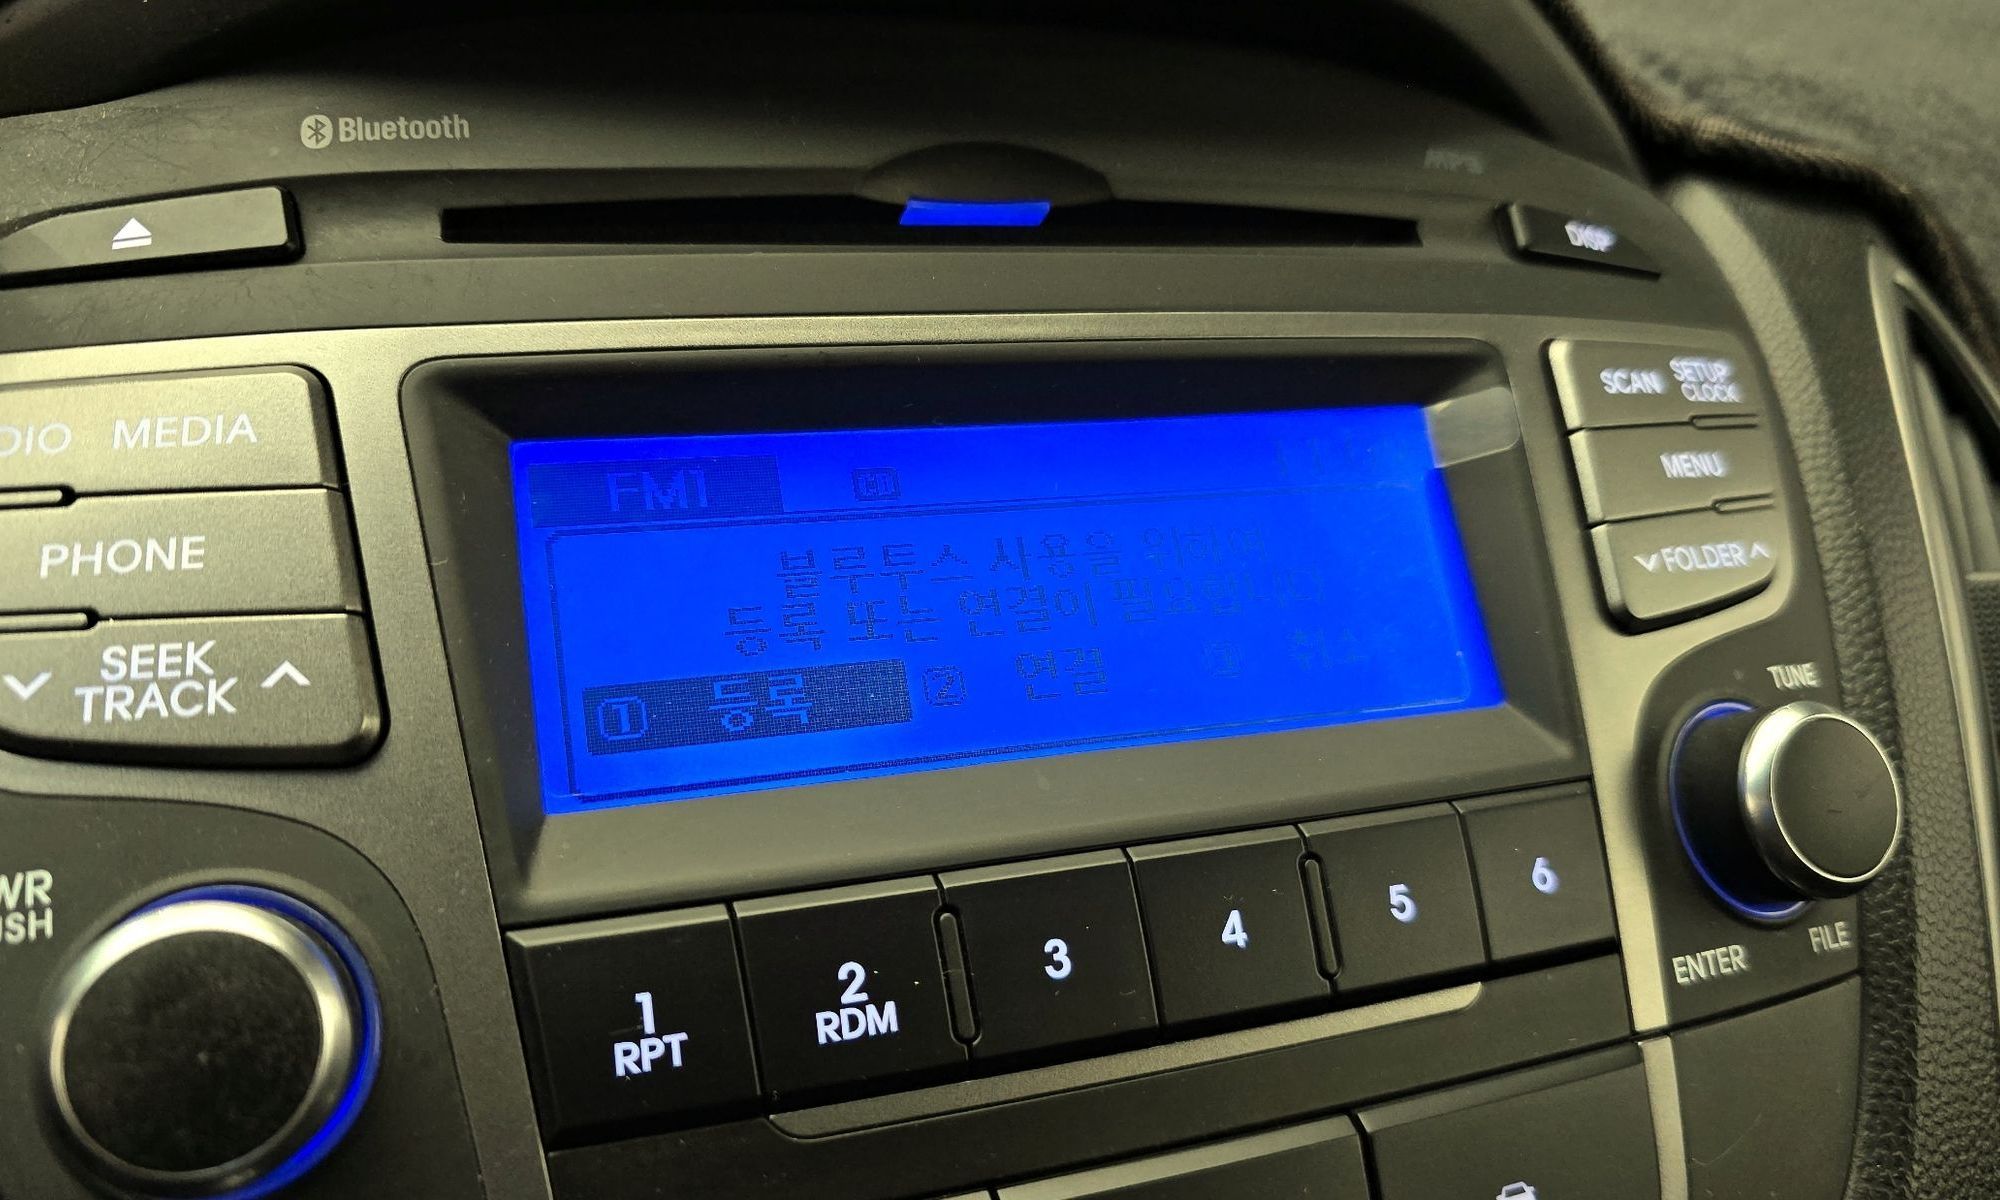 Bluetooth
DISP
MEDIA
SCAN SETUP CLOCK
MENU
FOLDER
PHONE
SEEK
TRACK
FM1 CD
블루투스 사용을 위하여
등록 또는 연결이 필요합니다
1 등록 2 연결 취소
TUNE
ENTER
FILE
1
RPT
2
RDM
3
4
5
6